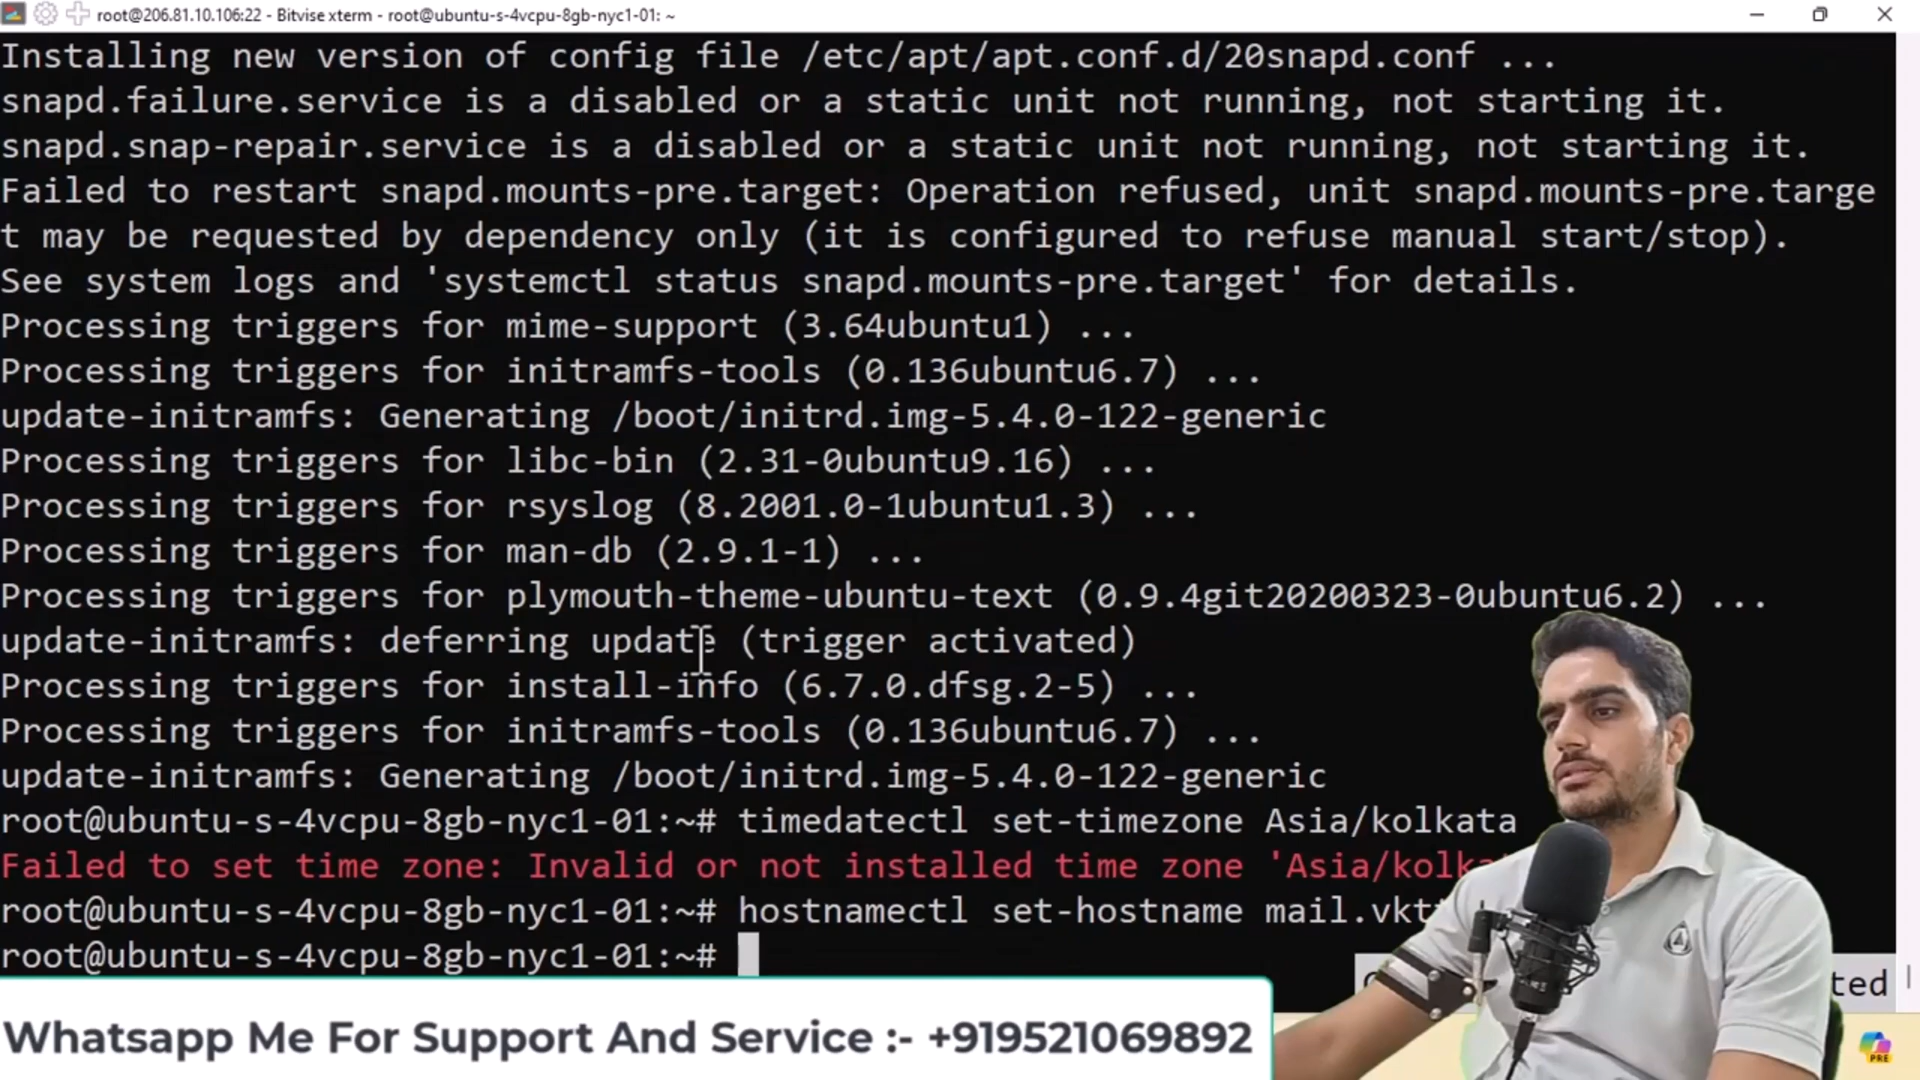 root@206.81.10.106:22 - Bitvise xterm - root@ubuntu-s-4vcpu-8gb-nyc1-01: ~
Installing new version of config file /etc/apt/apt.conf.d/20snapd.conf ...
snapd.failure.service is a disabled or a static unit not running, not starting it.
snapd.snap-repair.service is a disabled or a static unit not running, not starting it.
Failed to restart snapd.mounts-pre.target: Operation refused, unit snapd.mounts-pre.targe
t may be requested by dependency only (it is configured to refuse manual start/stop).
See system logs and 'systemctl status snapd.mounts-pre.target' for details.
Processing triggers for mime-support (3.64ubuntu1) ...
Processing triggers for initramfs-tools (0.136ubuntu6.7) ...
update-initramfs: Generating /boot/initrd.img-5.4.0-122-generic
Processing triggers for libc-bin (2.31-0ubuntu9.16) ...
Processing triggers for rsyslog (8.2001.0-1ubuntu1.3) ...
Processing triggers for man-db (2.9.1-1) ...
Processing triggers for plymouth-theme-ubuntu-text (0.9.4git20200323-0ubuntu6.2) ...
update-initramfs: deferring update (trigger activated)
Processing triggers for install-info (6.7.0.dfsg.2-5) ...
Processing triggers for initramfs-tools (0.136ubuntu6.7) ...
update-initramfs: Generating /boot/initrd.img-5.4.0-122-generic
root@ubuntu-s-4vcpu-8gb-nyc1-01:~# timedatectl set-timezone Asia/kolkata
Failed to set time zone: Invalid or not installed time zone 'Asia/kolk
root@ubuntu-s-4vcpu-8gb-nyc1-01:~# hostnamectl set-hostname mail.vkt
root@ubuntu-s-4vcpu-8gb-nyc1-01:~#
Whatsapp Me For Support And Service :- +919521069892
PRE